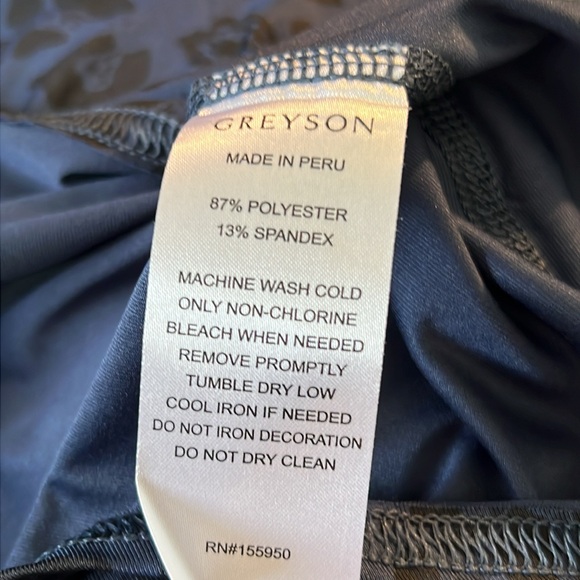 GREYSON
MADE IN PERU
87% POLYESTER
13% SPANDEX
MACHINE WASH COLD
ONLY NON-CHLORINE
BLEACH WHEN NEEDED
REMOVE PROMPTLY
TUMBLE DRY LOW
COOL IRON IF NEEDED
DO NOT IRON DECORATION
DO NOT DRY CLEAN
RN#155950